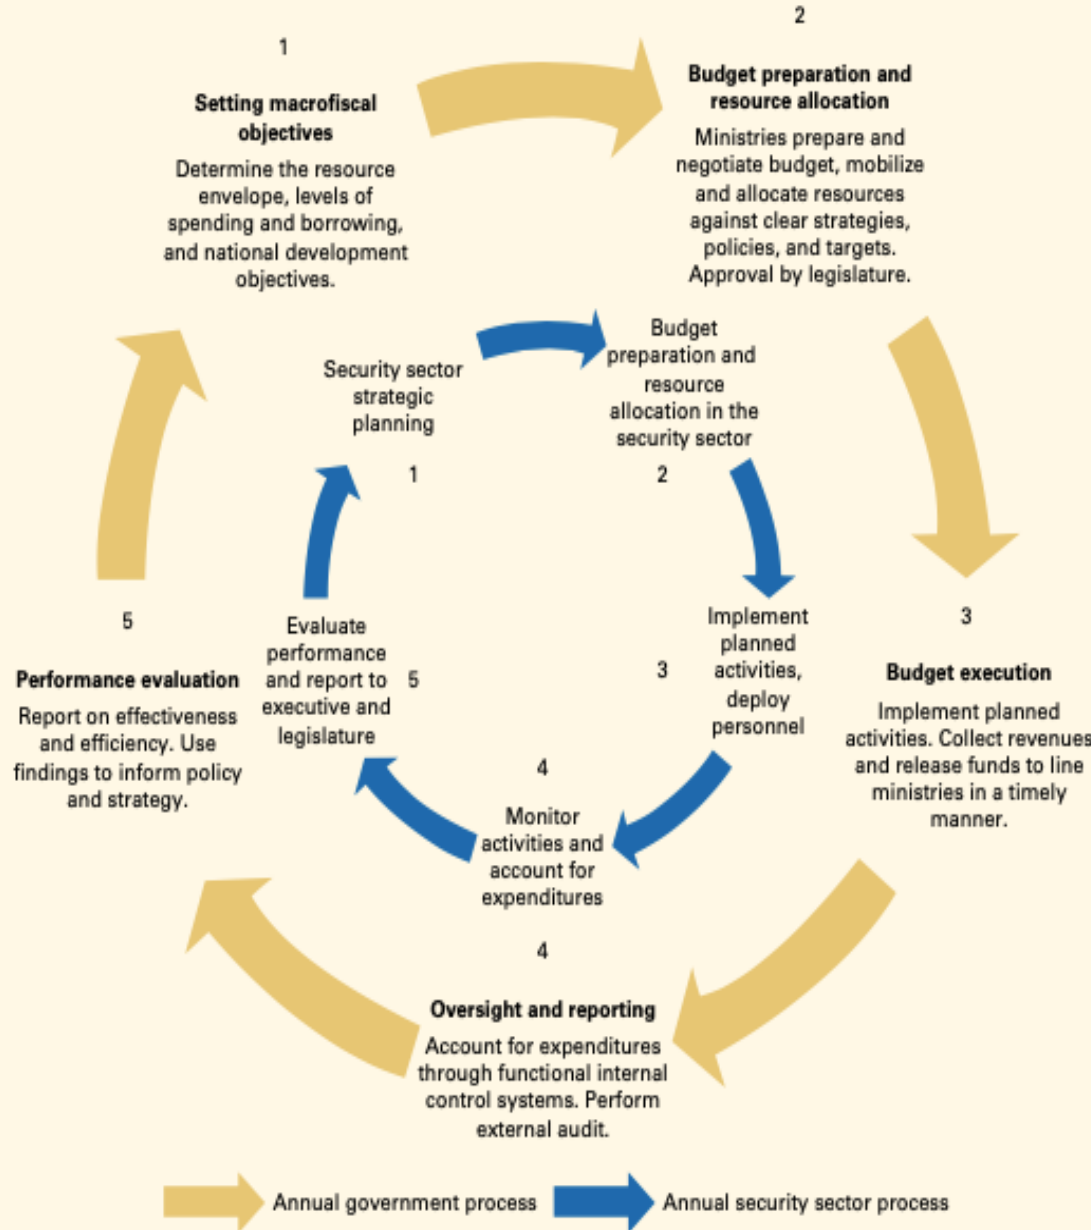 1
Setting macrofiscal
objectives
Determine the resource
envelope, levels of
spending and borrowing,
and national development
objectives.
2
Budget preparation and
resource allocation
Ministries prepare and
negotiate budget, mobilize
and allocate resources
against clear strategies,
policies, and targets.
Approval by legislature.
Security sector
strategic
planning
1
Budget
preparation and
resource
allocation in the
security sector
2
3
Budget execution
Implement planned
activities. Collect revenues
and release funds to line
ministries in a timely
manner.
Implement
planned
activities,
deploy
personnel
3
5
Performance evaluation
Report on effectiveness
and efficiency. Use
findings to inform policy
and strategy.
Evaluate
performance
and report to
executive and
legislature
5
4
Monitor
activities and
account for
expenditures
4
Oversight and reporting
Account for expenditures
through functional internal
control systems. Perform
external audit.
Annual government process
Annual security sector process